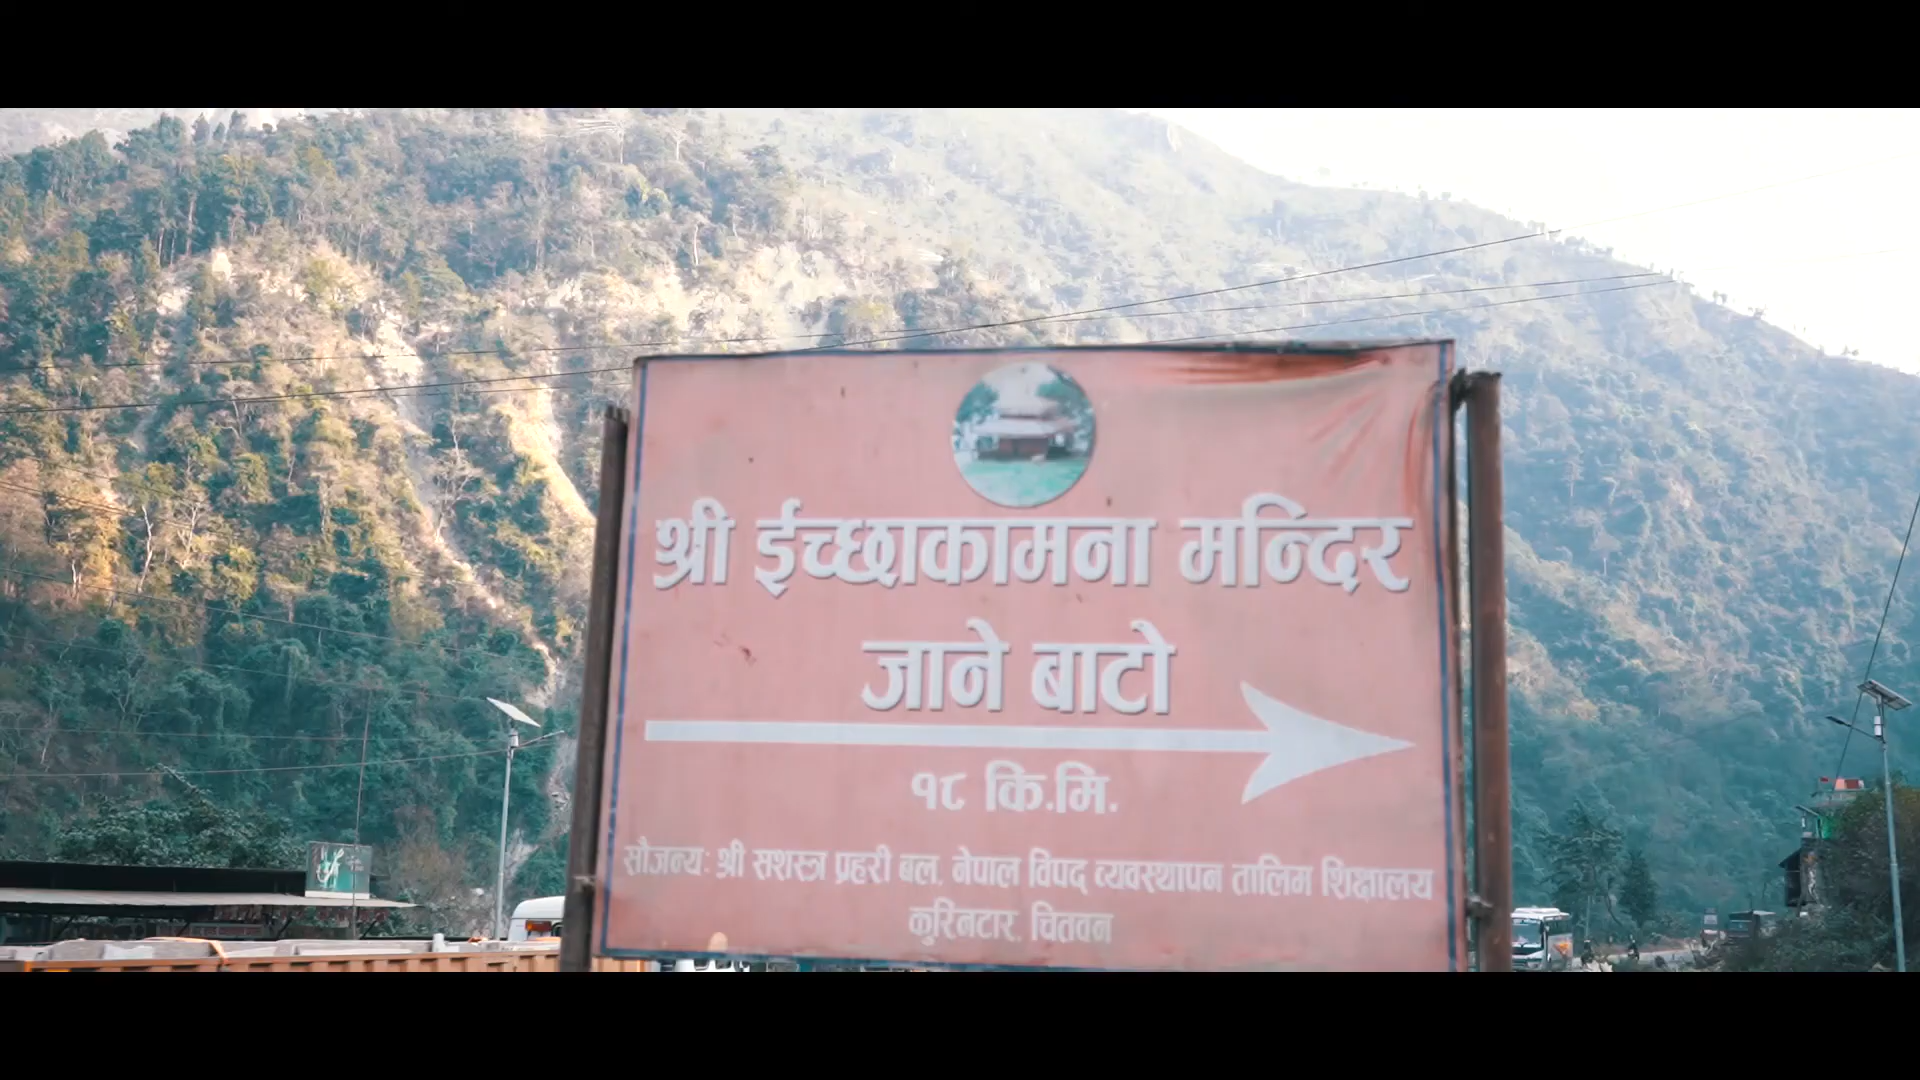 श्री ईच्छाकामना मन्दिर
जाने बाटो
१८ कि.मि.
सौजन्य: श्री सशस्त्र प्रहरी बल, नेपाल विपद् व्यवस्थापन तालिम शिक्षालय
कुरिनटार, चितवन